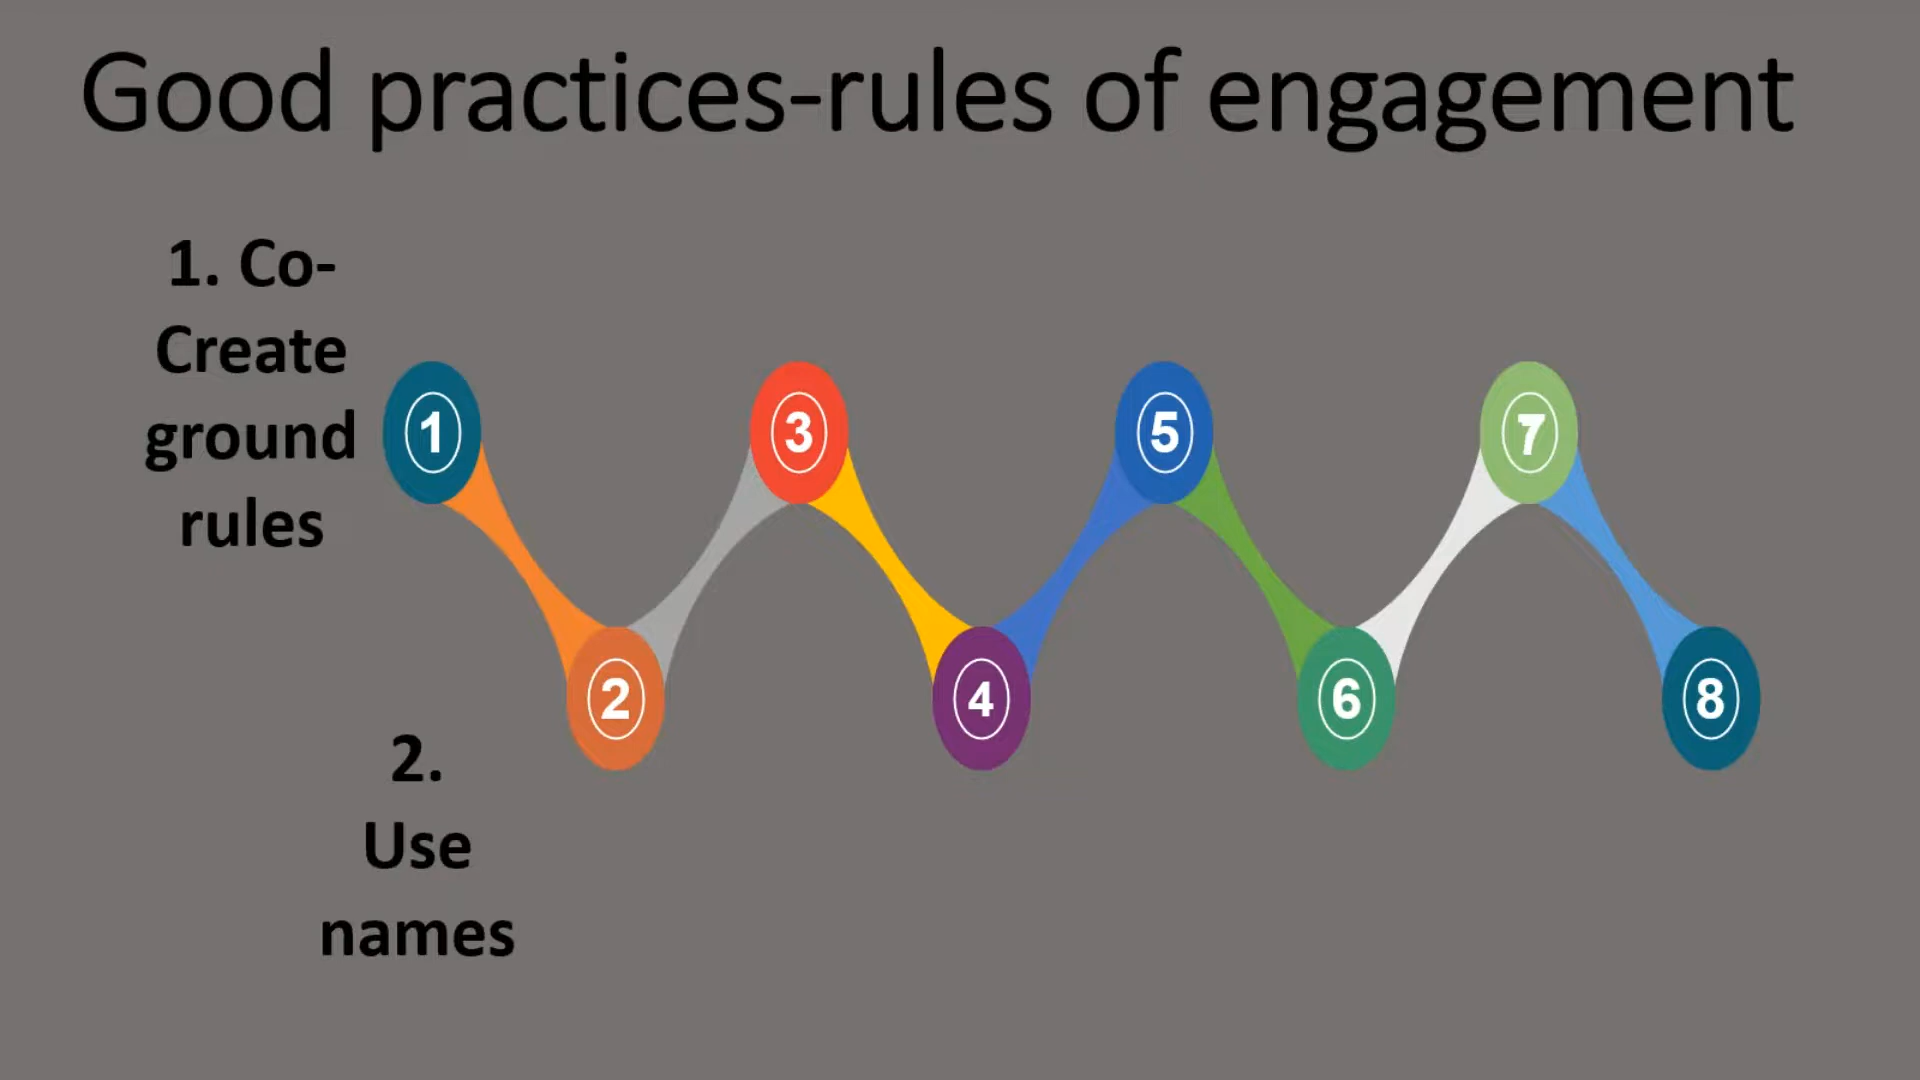 Good practices-rules of engagement
1. Co-
Create
ground
rules
1
3
5
7
2
4
6
8
2.
Use
names